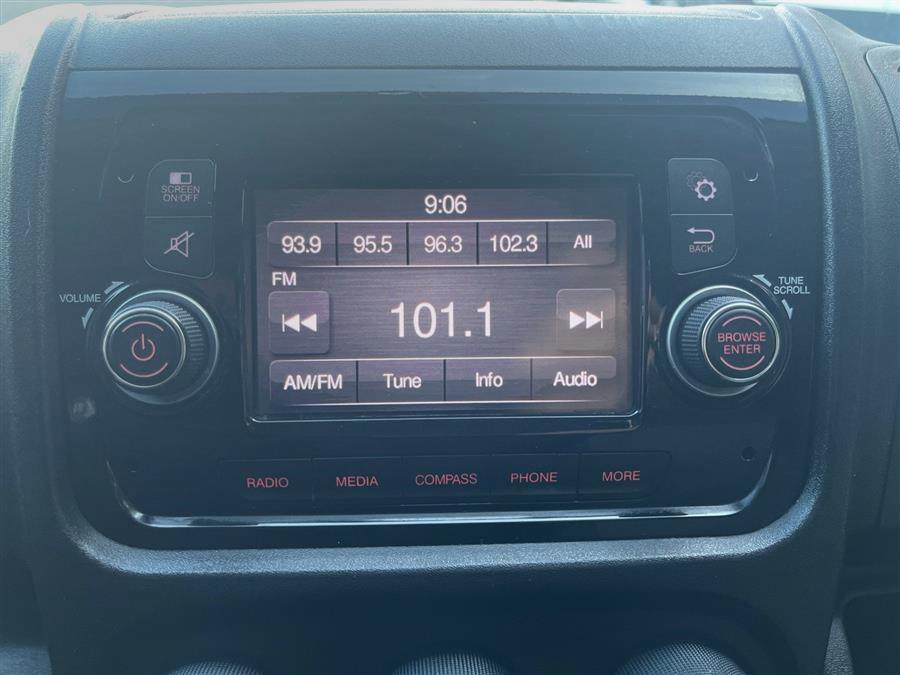 SCREEN
ON/OFF
9:06
93.9 95.5 96.3 102.3 All
BACK
FM
VOLUME
TUNE
SCROLL
101.1
BROWSE
ENTER
AM/FM Tune Info Audio
RADIO MEDIA COMPASS PHONE MORE